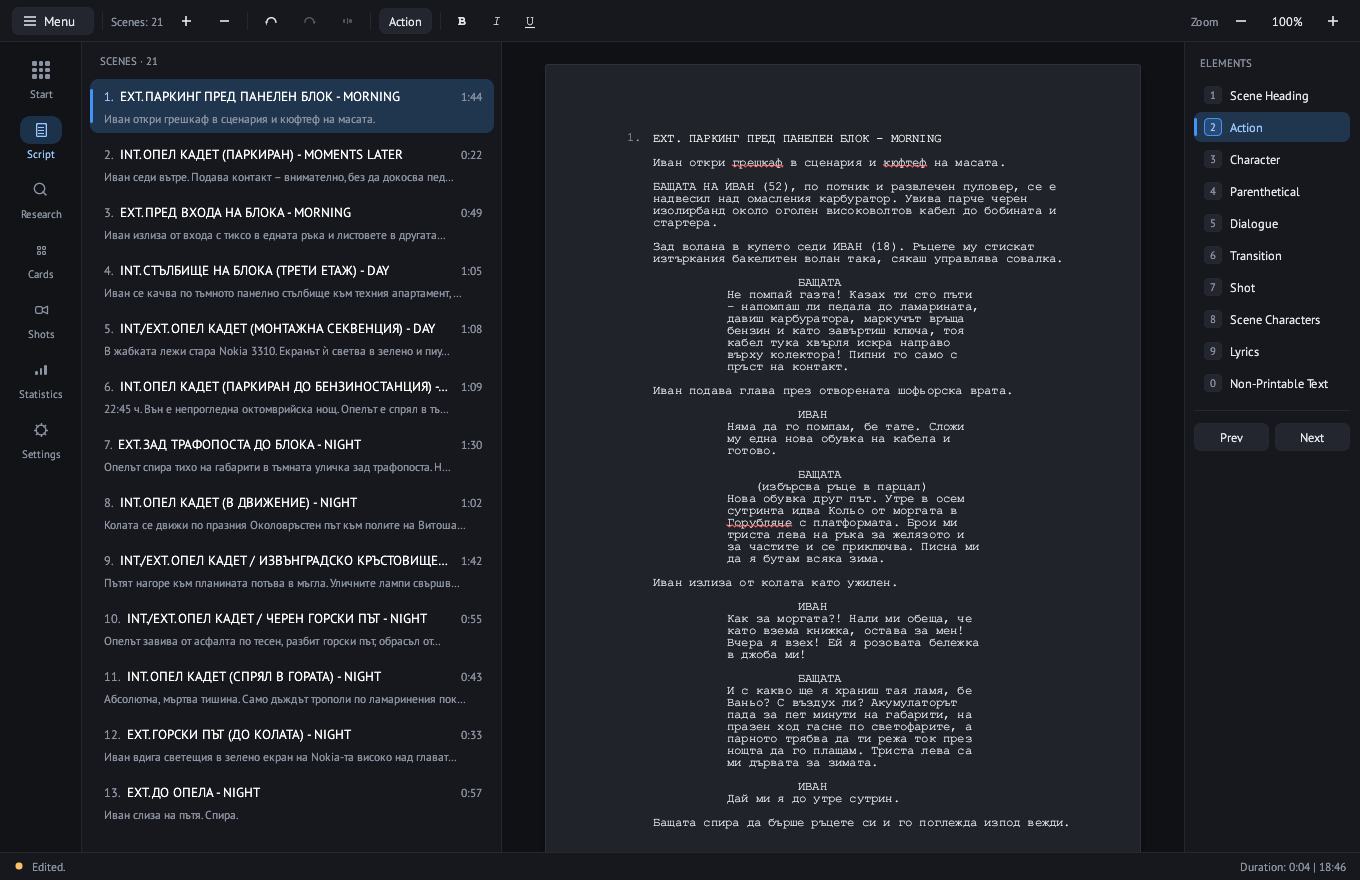 Menu
Scenes: 21
Action
B
I
U
Zoom
100%
Start
Script
Research
Cards
Shots
Statistics
Settings
SCENES · 21
1. EXT.ПАРКИНГ ПРЕД ПАНЕЛЕН БЛОК - MORNING 1:44
Иван откри грешкаф в сценария и кюфтеф на масата.
2. INT.ОПЕЛ КАДЕТ (ПАРКИРАН) - MOMENTS LATER 0:22
Иван седи вътре. Подава контакт – внимателно, без да докосва пед...
3. EXT.ПРЕД ВХОДА НА БЛОКА - MORNING 0:49
Иван излиза от входа с тиксо в едната ръка и листовете в другата...
4. INT.СТЪЛБИЩЕ НА БЛОКА (ТРЕТИ ЕТАЖ) - DAY 1:05
Иван се качва по тъмното панелно стълбище към техния апартамент, ...
5. INT/EXT.ОПЕЛ КАДЕТ (МОНТАЖНА СЕКВЕНЦИЯ) - DAY 1:08
В жабката лежи стара Nokia 3310. Екранът ѝ светва в зелено и пиу...
6. INT.ОПЕЛ КАДЕТ (ПАРКИРАН ДО БЕНЗИНОСТАНЦИЯ) -... 1:09
22:45 ч. Вън е непрогледна октомврийска нощ. Опелът е спрял в тъ...
7. EXT.ЗАД ТРАФОПОСТА ДО БЛОКА - NIGHT 1:30
Опелът спира тихо на габарити в тъмната уличка зад трафопоста. Н...
8. INT.ОПЕЛ КАДЕТ (В ДВИЖЕНИЕ) - NIGHT 1:02
Колата се движи по празния Околовръстен път към полите на Витоша...
9. INT/EXT.ОПЕЛ КАДЕТ / ИЗВЪНГРАДСКО КРЪСТОВИЩЕ... 1:42
Пътят нагоре към планината потъва в мъгла. Уличните лампи свършв...
10. INT./EXT.ОПЕЛ КАДЕТ / ЧЕРЕН ГОРСКИ ПЪТ - NIGHT 0:55
Опелът завива от асфалта по тесен, разбит горски път, обрасъл от...
11. INT.ОПЕЛ КАДЕТ (СПРЯЛ В ГОРАТА) - NIGHT 0:43
Абсолютна, мъртва тишина. Само дъждът трополи по ламаринения пок...
12. EXT.ГОРСКИ ПЪТ (ДО КОЛАТА) - NIGHT 0:33
Иван вдига светещия в зелено екран на Nokia-та високо над глават...
13. EXT.ДО ОПЕЛА - NIGHT 0:57
Иван слиза на пътя. Спира.
1. EXT. ПАРКИНГ ПРЕД ПАНЕЛЕН БЛОК - MORNING
Иван откри грешкаф в сценария и кюфтеф на масата.
БАЩАТА НА ИВАН (52), по потник и развлечен пуловер, се е
надвесил над омасления карбуратор. Увива парче черен
изолирбанд около оголен високоволтов кабел до бобината и
стартера.
Зад волана в купето седи ИВАН (18). Ръцете му стискат
изтъркания бакелитен волан така, сякаш управлява совалка.
БАЩАТА
Не помпай газта! Казах ти сто пъти
– напомпаш ли педала до ламарината,
давиш карбуратора, маркучът връща
бензин и като завъртиш ключа, тоя
кабел тука хвърля искра направо
върху колектора! Пипни го само с
пръст на контакт.
Иван подава глава през отворената шофьорска врата.
ИВАН
Няма да го помпам, бе тате. Сложи
му една нова обувка на кабела и
готово.
БАЩАТА
(избърсва ръце в парцал)
Нова обувка друг път. Утре в осем
сутринта идва Кольо от моргата в
Горубляне с платформата. Брои ми
триста лева на ръка за желязото и
за частите и се приключва. Писна ми
да я бутам всяка зима.
Иван излиза от колата като ужилен.
ИВАН
Как за моргата?! Нали ми обеща, че
като взема книжка, остава за мен!
Вчера я взех! Ей я розовата бележка
в джоба ми!
БАЩАТА
И с какво ще я храниш тая ламя, бе
Ваньо? С въздух ли? Акумулаторът
пада за пет минути на габарити, на
празен ход гасне по светофарите, а
парното трябва да ти режа ток през
нощта да го плащам. Триста лева са
ми дървата за зимата.
ИВАН
Дай ми я до утре сутрин.
Бащата спира да бърше ръцете си и го поглежда изпод вежди.
ELEMENTS
1 Scene Heading
2 Action
3 Character
4 Parenthetical
5 Dialogue
6 Transition
7 Shot
8 Scene Characters
9 Lyrics
0 Non-Printable Text
Prev
Next
Edited.
Duration: 0:04 | 18:46